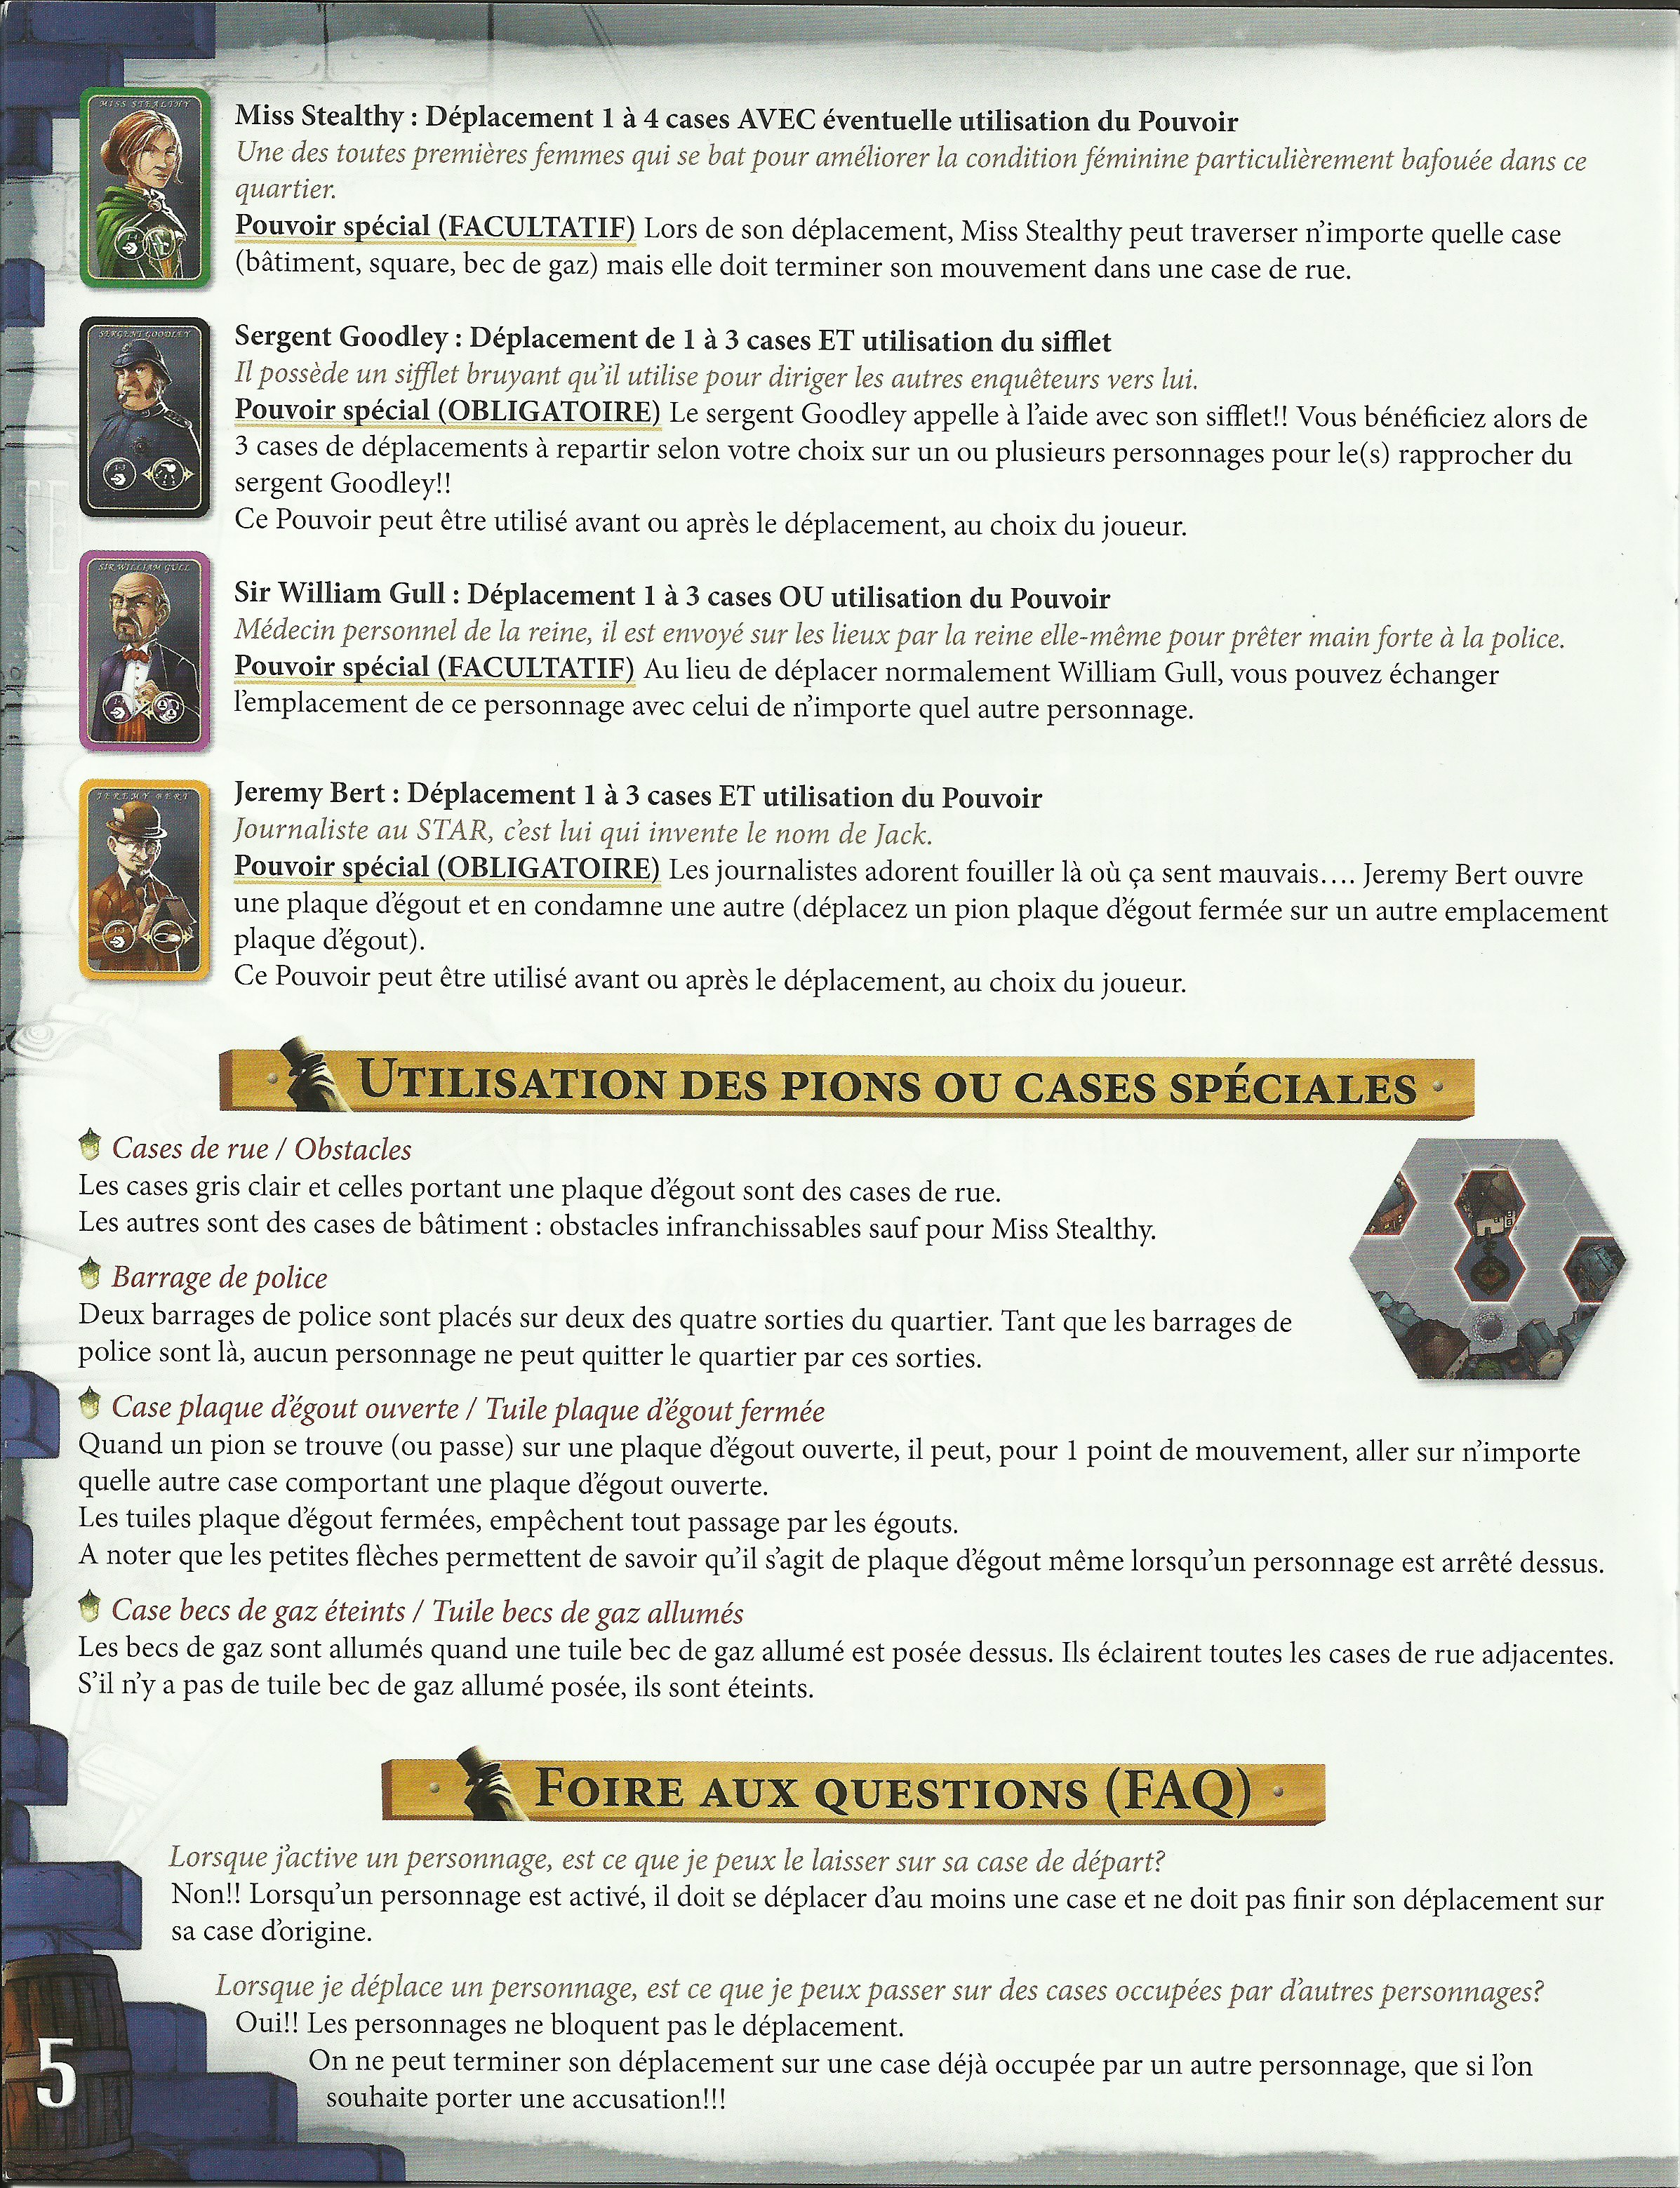 MISS STEALTHY
Miss Stealthy : Déplacement 1 à 4 cases AVEC éventuelle utilisation du Pouvoir
Une des toutes premières femmes qui se bat pour améliorer la condition féminine particulièrement bafouée dans ce
quartier.
Pouvoir spécial (FACULTATIF) Lors de son déplacement, Miss Stealthy peut traverser n'importe quelle case
(bâtiment, square, bec de gaz) mais elle doit terminer son mouvement dans une case de rue.
SERGENT GOODLEY
Sergent Goodley : Déplacement de 1 à 3 cases ET utilisation du sifflet
Il possède un sifflet bruyant qu'il utilise pour diriger les autres enquêteurs vers lui.
Pouvoir spécial (OBLIGATOIRE) Le sergent Goodley appelle à l'aide avec son sifflet!! Vous bénéficiez alors de
3 cases de déplacements à repartir selon votre choix sur un ou plusieurs personnages pour le(s) rapprocher du
sergent Goodley!!
Ce Pouvoir peut être utilisé avant ou après le déplacement, au choix du joueur.
SIR WILLIAM GULL
Sir William Gull : Déplacement 1 à 3 cases OU utilisation du Pouvoir
Médecin personnel de la reine, il est envoyé sur les lieux par la reine elle-même pour prêter main forte à la police.
Pouvoir spécial (FACULTATIF) Au lieu de déplacer normalement William Gull, vous pouvez échanger
l'emplacement de ce personnage avec celui de n'importe quel autre personnage.
JEREMY BERT
Jeremy Bert : Déplacement 1 à 3 cases ET utilisation du Pouvoir
Journaliste au STAR, c'est lui qui invente le nom de Jack.
Pouvoir spécial (OBLIGATOIRE) Les journalistes adorent fouiller là où ça sent mauvais…. Jeremy Bert ouvre
une plaque d'égout et en condamne une autre (déplacez un pion plaque d'égout fermée sur un autre emplacement
plaque d'égout).
Ce Pouvoir peut être utilisé avant ou après le déplacement, au choix du joueur.
UTILISATION DES PIONS OU CASES SPÉCIALES
Cases de rue / Obstacles
Les cases gris clair et celles portant une plaque d'égout sont des cases de rue.
Les autres sont des cases de bâtiment : obstacles infranchissables sauf pour Miss Stealthy.
Barrage de police
Deux barrages de police sont placés sur deux des quatre sorties du quartier. Tant que les barrages de
police sont là, aucun personnage ne peut quitter le quartier par ces sorties.
Case plaque d'égout ouverte / Tuile plaque d'égout fermée
Quand un pion se trouve (ou passe) sur une plaque d'égout ouverte, il peut, pour 1 point de mouvement, aller sur n'importe
quelle autre case comportant une plaque d'égout ouverte.
Les tuiles plaque d'égout fermées, empêchent tout passage par les égouts.
A noter que les petites flèches permettent de savoir qu'il s'agit de plaque d'égout même lorsqu'un personnage est arrêté dessus.
Case becs de gaz éteints / Tuile becs de gaz allumés
Les becs de gaz sont allumés quand une tuile bec de gaz allumé est posée dessus. Ils éclairent toutes les cases de rue adjacentes.
S'il n'y a pas de tuile bec de gaz allumé posée, ils sont éteints.
FOIRE AUX QUESTIONS (FAQ)
Lorsque j'active un personnage, est ce que je peux le laisser sur sa case de départ?
Non!! Lorsqu'un personnage est activé, il doit se déplacer d'au moins une case et ne doit pas finir son déplacement sur
sa case d'origine.
Lorsque je déplace un personnage, est ce que je peux passer sur des cases occupées par d'autres personnages?
Oui!! Les personnages ne bloquent pas le déplacement.
On ne peut terminer son déplacement sur une case déjà occupée par un autre personnage, que si l'on
souhaite porter une accusation!!!
5